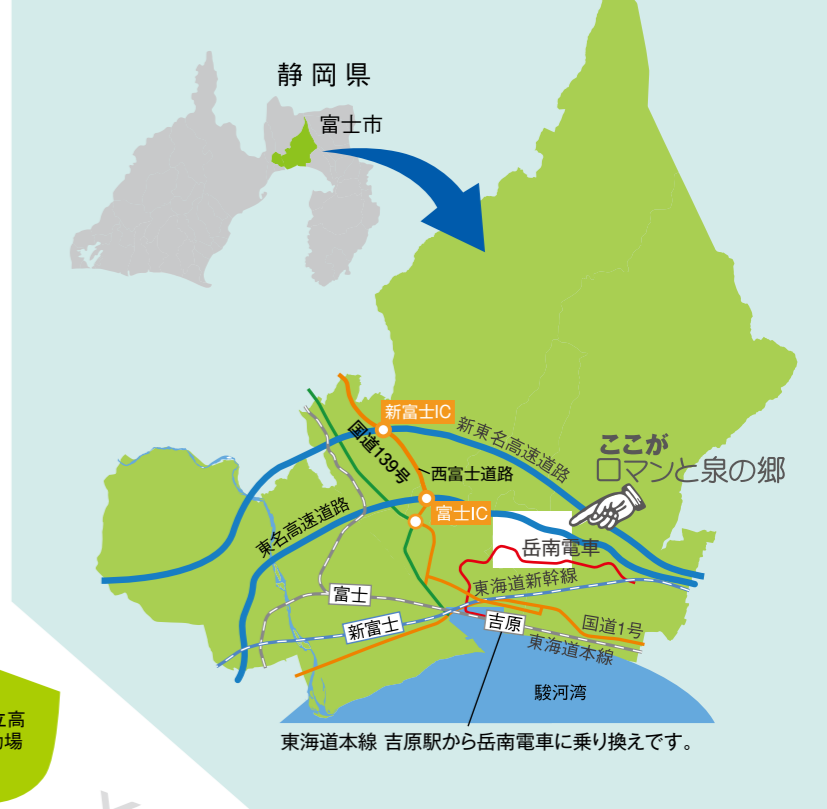 静岡県
富士市
新富士IC
国道139号
新東名高速道路
ここが
ロマンと泉の郷
西富士道路
富士IC
東名高速道路
岳南電車
東海道新幹線
富士
新富士
吉原
国道1号
東海道本線
駿河湾
東海道本線 吉原駅から岳南電車に乗り換えです。
立高
場